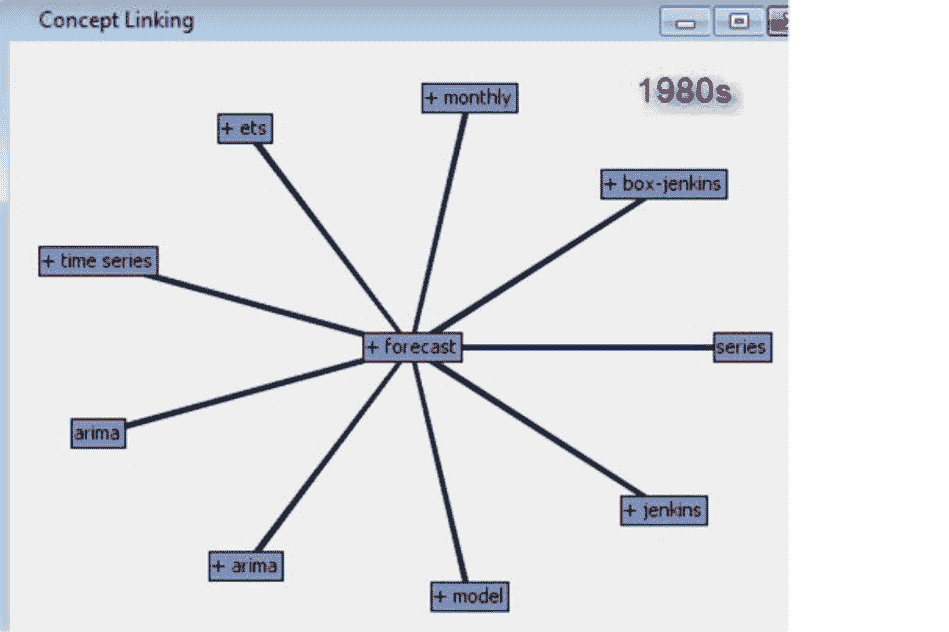 Concept Linking
1980s
+ monthly
+ ets
+ box-jenkins
+ time series
+ forecast
series
arima
+ jenkins
+ arima
+ model